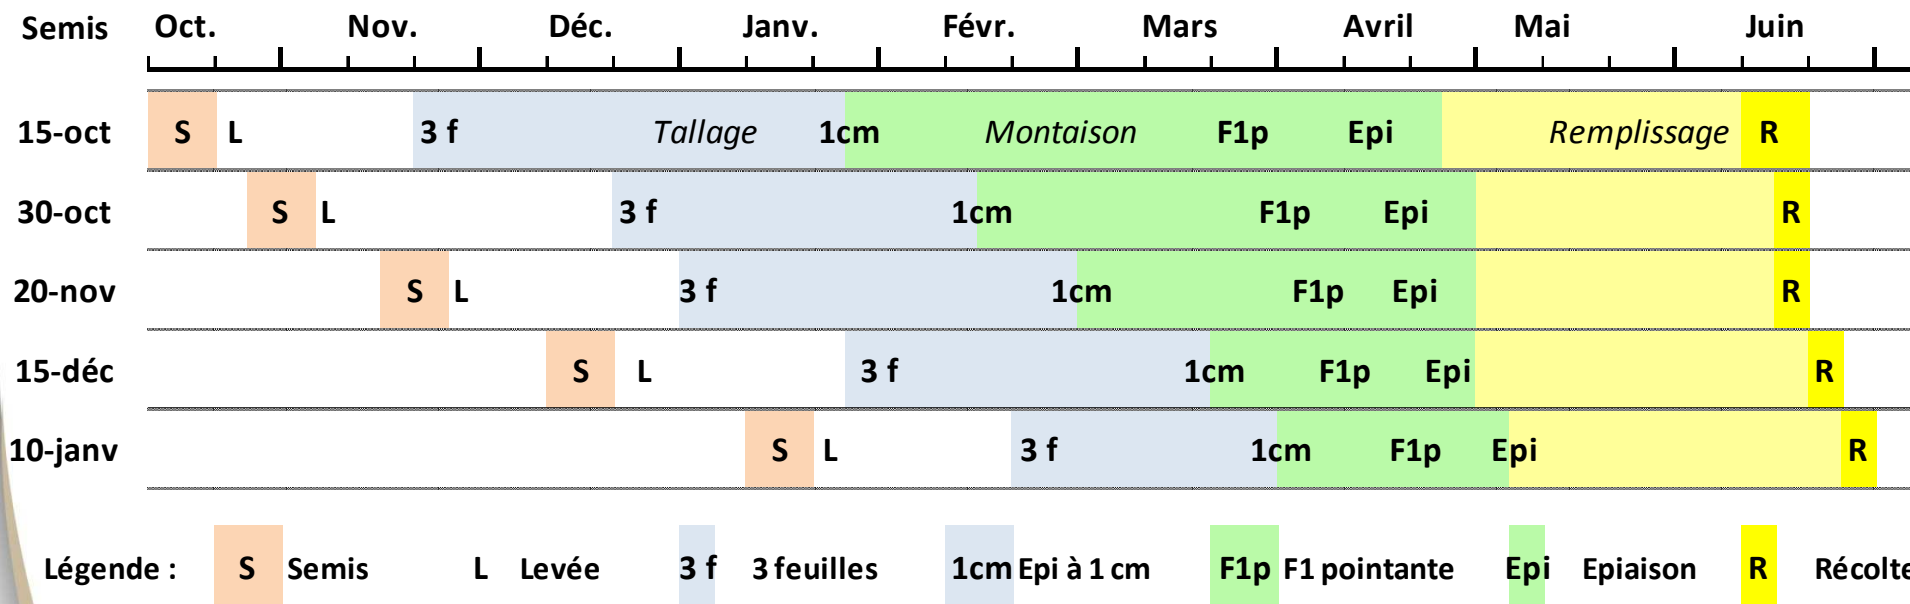 Semis Oct. Nov. Déc. Janv. Févr. Mars Avril Mai Juin
15-oct S L 3 f Tallage 1cm Montaison F1p Epi Remplissage R
30-oct S L 3 f 1cm F1p Epi R
20-nov S L 3 f 1cm F1p Epi R
15-déc S L 3 f 1cm F1p Epi R
10-janv S L 3 f 1cm F1p Epi R
Légende : S Semis L Levée 3 f 3 feuilles 1cm Epi à 1 cm F1p F1 pointante Epi Epiaison R Récolte